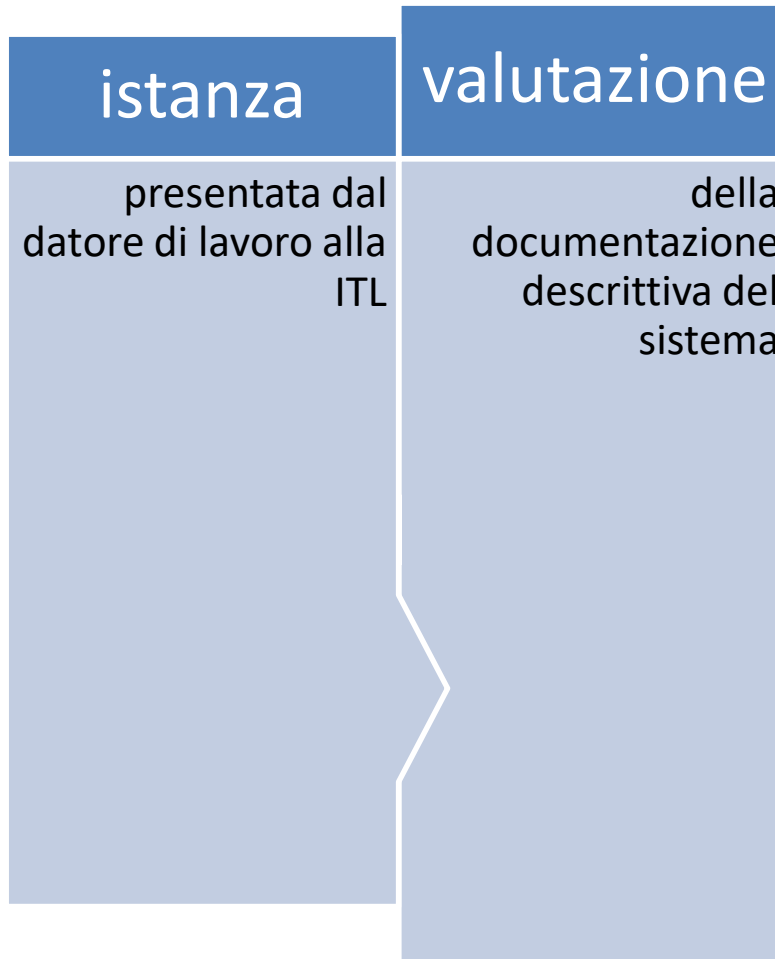 istanza
presentata dal
datore di lavoro alla
ITL
valutazione
della
documentazione
descrittiva del
sistema